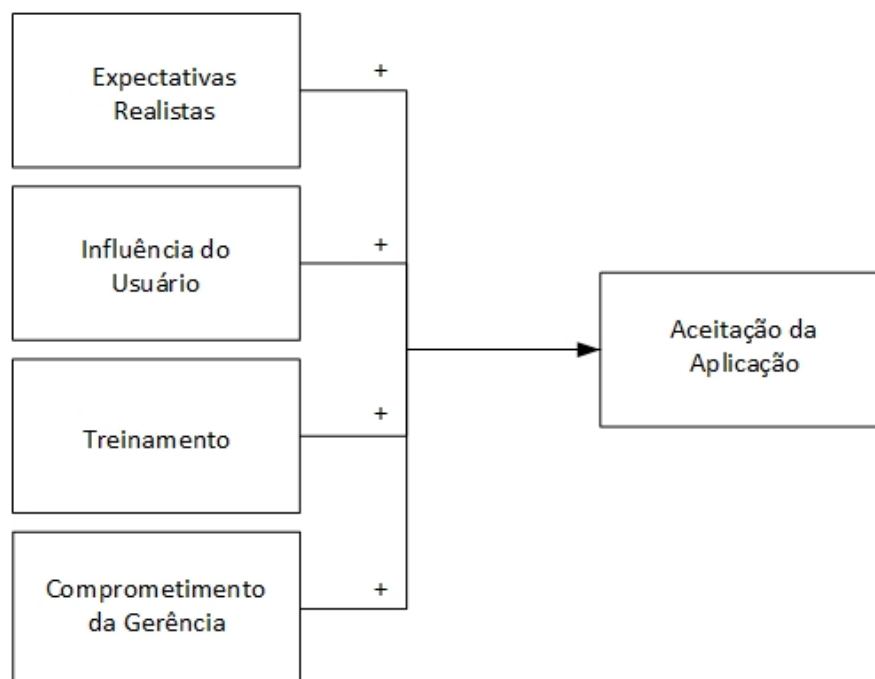 Expectativas
Realistas
+
Influência do
Usuário
+
Treinamento
+
Comprometimento
da Gerência
+
Aceitação da
Aplicação